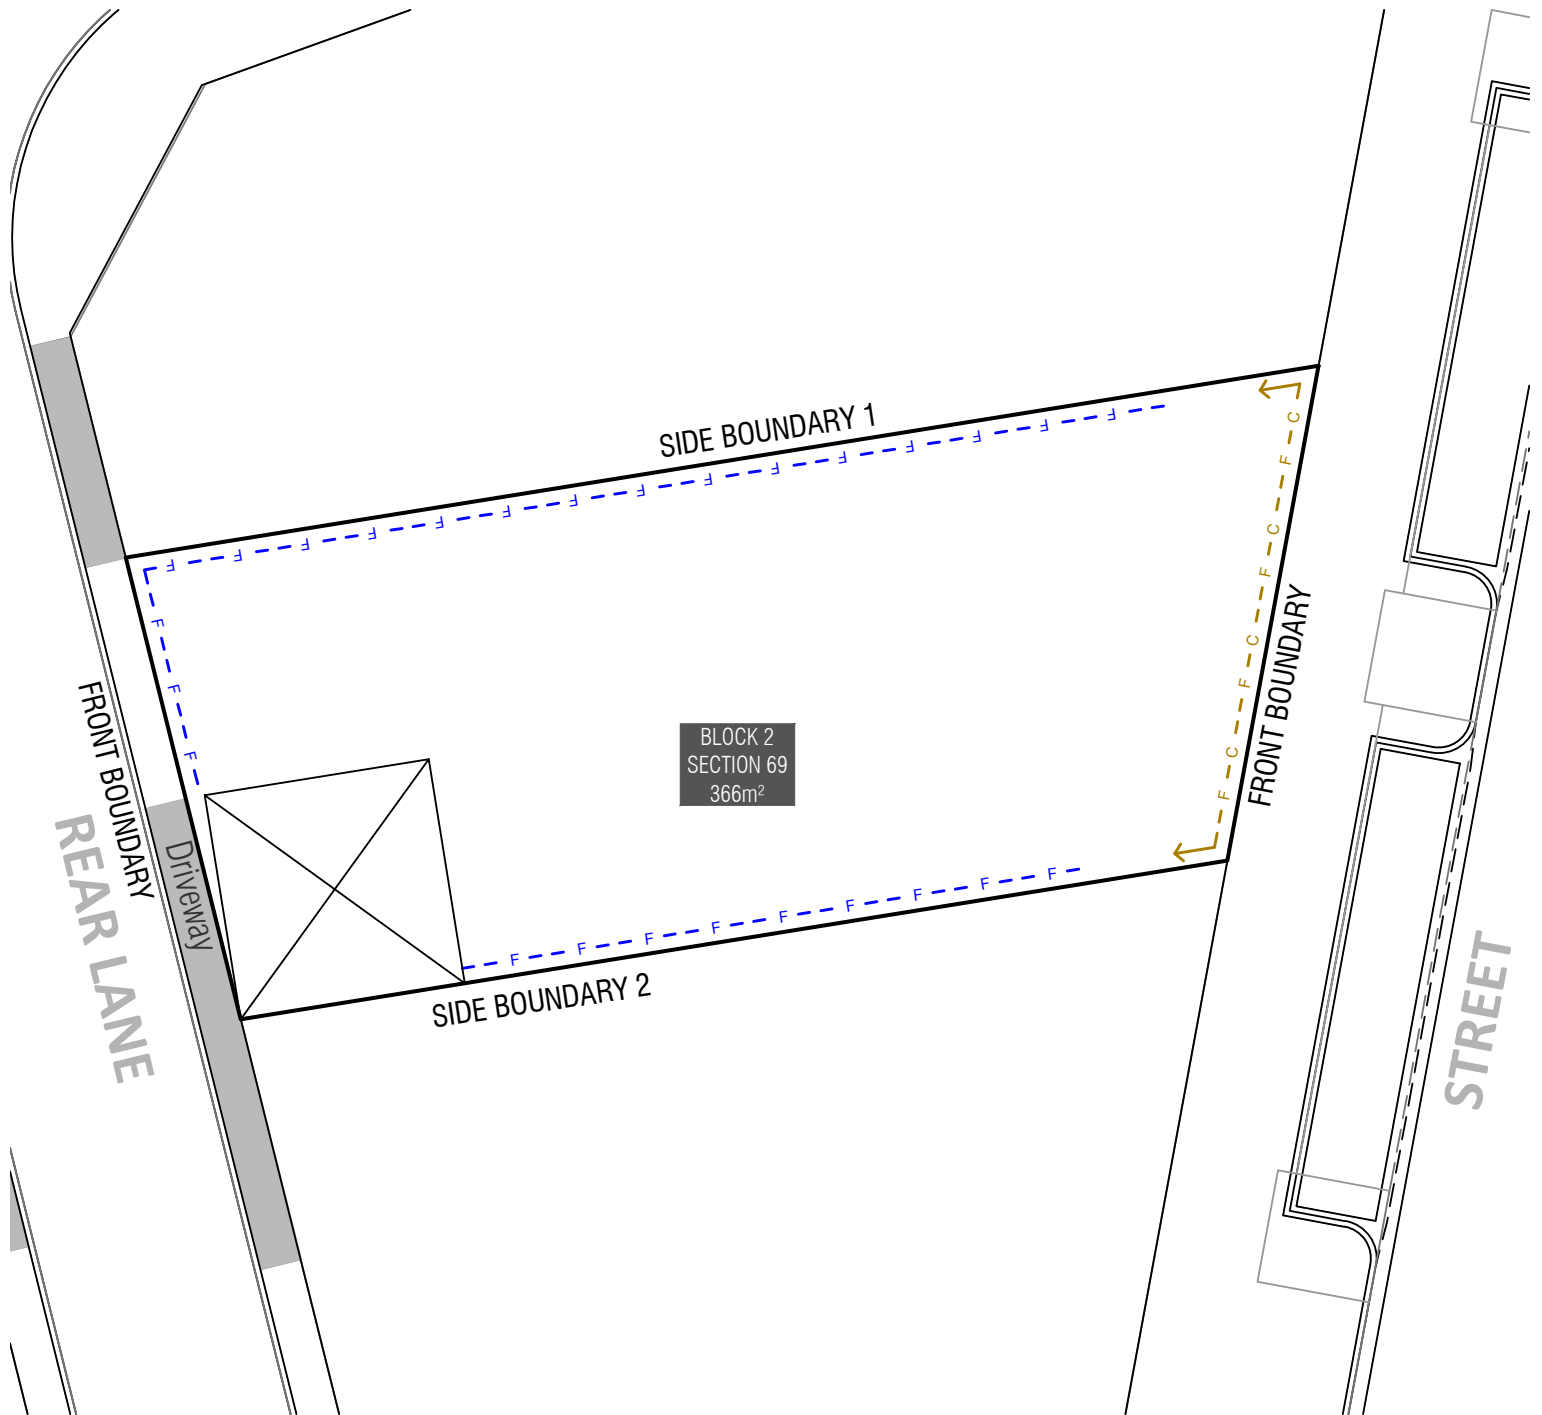 SIDE BOUNDARY 1
FRONT BOUNDARY
FRONT BOUNDARY
BLOCK 2
SECTION 69
366m²
REAR LANE
Driveway
SIDE BOUNDARY 2
STREET
F F F F F F F F F F F F F F F
F F F
F F F F F F F F F
C F C F C F C F